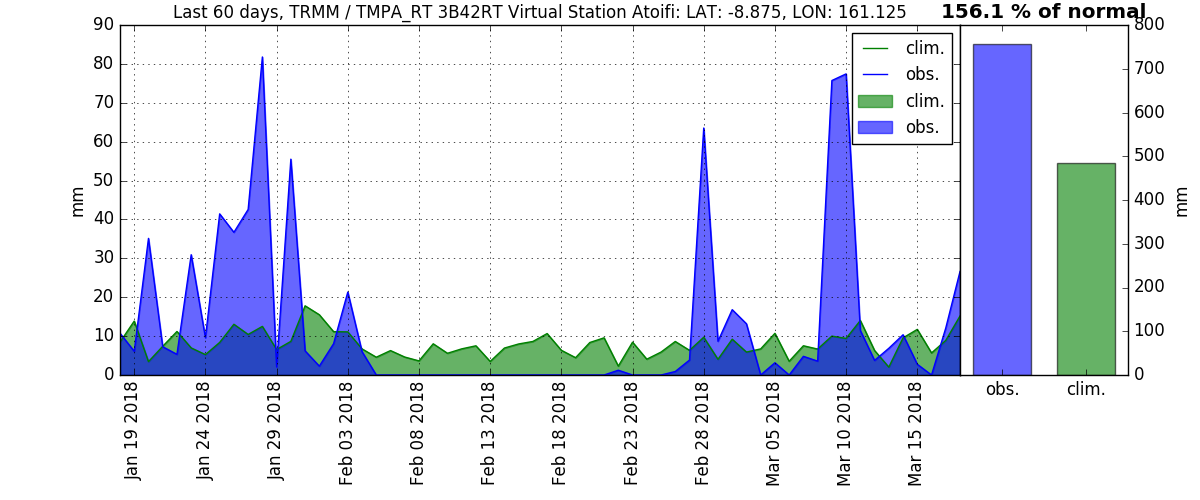 Last 60 days, TRMM / TMPA_RT 3B42RT Virtual Station Atoifi: LAT: -8.875, LON: 161.125
156.1 % of normal
90
80
70
60
50
40
30
20
10
0
mm
clim.
obs.
clim.
obs.
Jan 19 2018
Jan 24 2018
Jan 29 2018
Feb 03 2018
Feb 08 2018
Feb 13 2018
Feb 18 2018
Feb 23 2018
Feb 28 2018
Mar 05 2018
Mar 10 2018
Mar 15 2018
800
700
600
500
400
300
200
100
0
mm
obs.
clim.